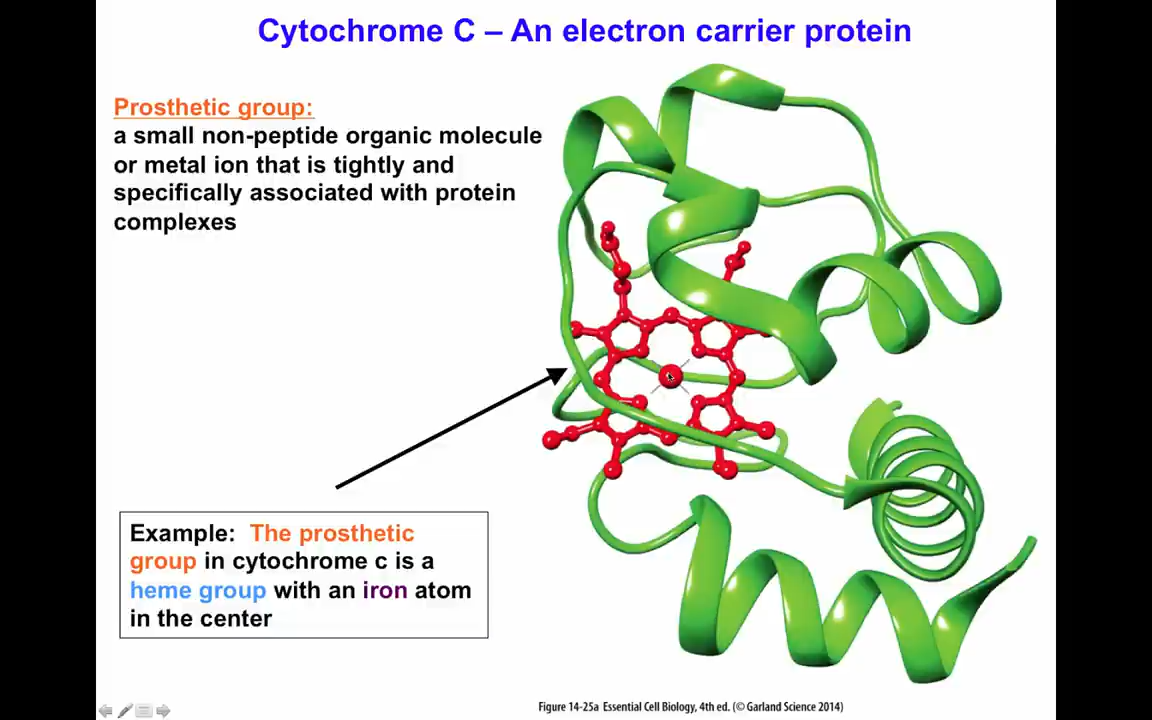 Cytochrome C – An electron carrier protein
Prosthetic group:
a small non-peptide organic molecule
or metal ion that is tightly and
specifically associated with protein
complexes
Example: The prosthetic
group in cytochrome c is a
heme group with an iron atom
in the center
Figure 14-25a Essential Cell Biology, 4th ed. (© Garland Science 2014)